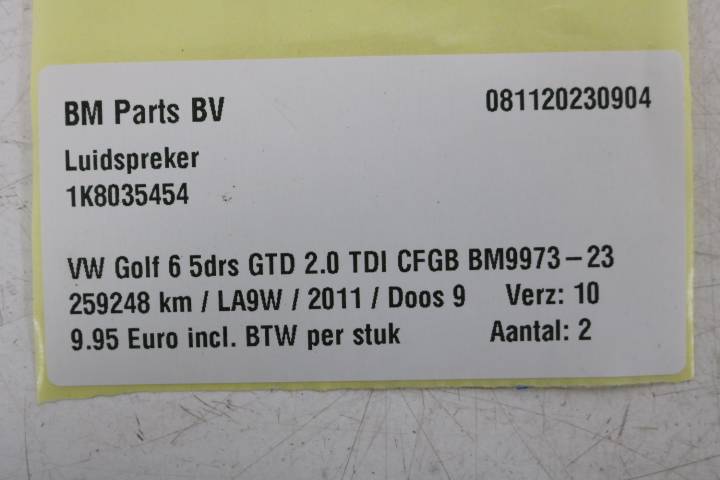 BM Parts BV 081120230904
Luidspreker
1K8035454
VW Golf 6 5drs GTD 2.0 TDI CFGB BM9973-23
259248 km / LA9W / 2011 / Doos 9 Verz: 10
9.95 Euro incl. BTW per stuk Aantal: 2